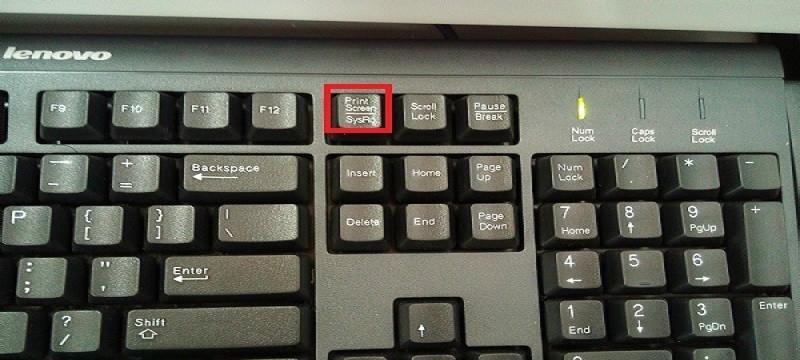 lenovo
F9 F10 F11 F12
Print
Screen
SysRq
Scroll
Lock
Pause
Break
Num
Lock
Caps
Lock
Scroll
Lock
—
-
+
=
Backspace
Insert
Home
Page
Up
Num
Lock
/
*
-
P
{
[
}
]
|
\
Delete
End
Page
Down
7
Home
8
↑
9
PgUp
+
:
;
"
'
Enter
4
←
5
6
→
?
/
Shift
↑
1
End
2
↓
3
PgDn
Enter